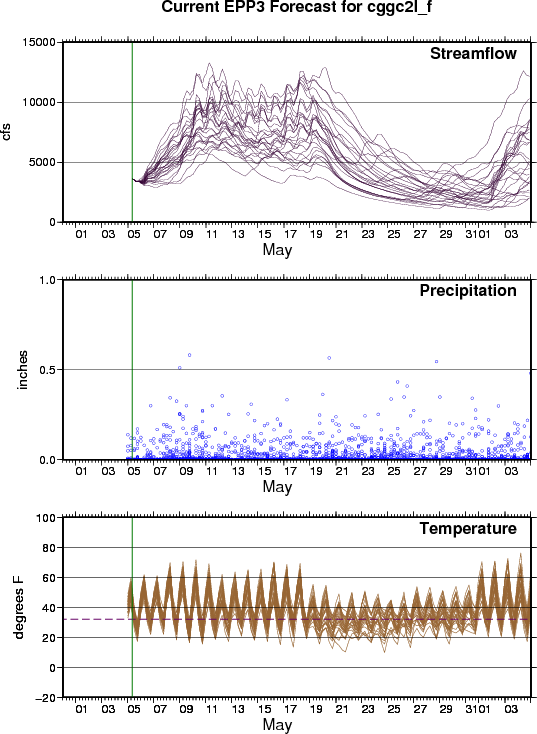 Current EPP3 Forecast for cggc2l_f
Streamflow
15000
10000
5000
0
cfs
01 03 05 07 09 11 13 15 17 19 21 23 25 27 29 31 01 03
May
Precipitation
1.0
0.5
0.0
inches
01 03 05 07 09 11 13 15 17 19 21 23 25 27 29 31 01 03
May
Temperature
100
80
60
40
20
0
−20
degrees F
01 03 05 07 09 11 13 15 17 19 21 23 25 27 29 31 01 03
May